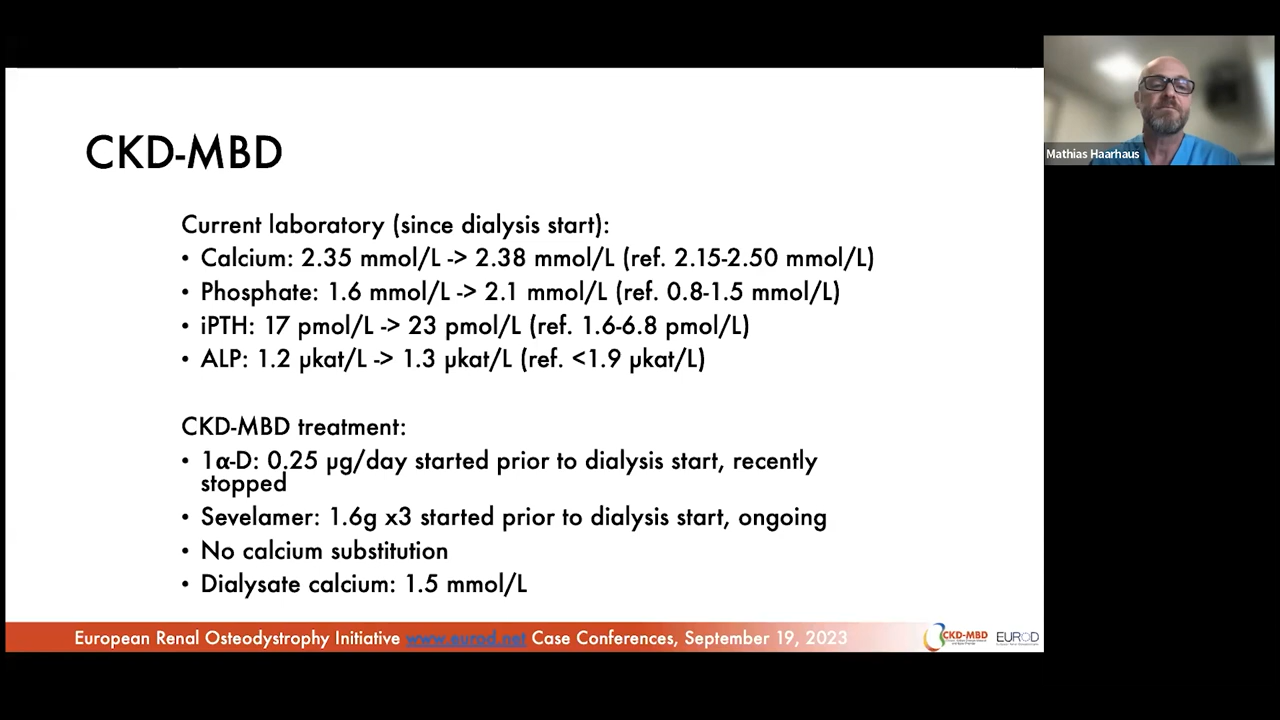 CKD-MBD
Mathias Haarhaus
Current laboratory (since dialysis start):
• Calcium: 2.35 mmol/L -> 2.38 mmol/L (ref. 2.15-2.50 mmol/L)
• Phosphate: 1.6 mmol/L -> 2.1 mmol/L (ref. 0.8-1.5 mmol/L)
• iPTH: 17 pmol/L -> 23 pmol/L (ref. 1.6-6.8 pmol/L)
• ALP: 1.2 µkat/L -> 1.3 µkat/L (ref. <1.9 µkat/L)
CKD-MBD treatment:
• 1α-D: 0.25 µg/day started prior to dialysis start, recently
stopped
• Sevelamer: 1.6g x3 started prior to dialysis start, ongoing
• No calcium substitution
• Dialysate calcium: 1.5 mmol/L
European Renal Osteodystrophy Initiative www.eurod.net Case Conferences, September 19, 2023
CKD-MBD
EUROD